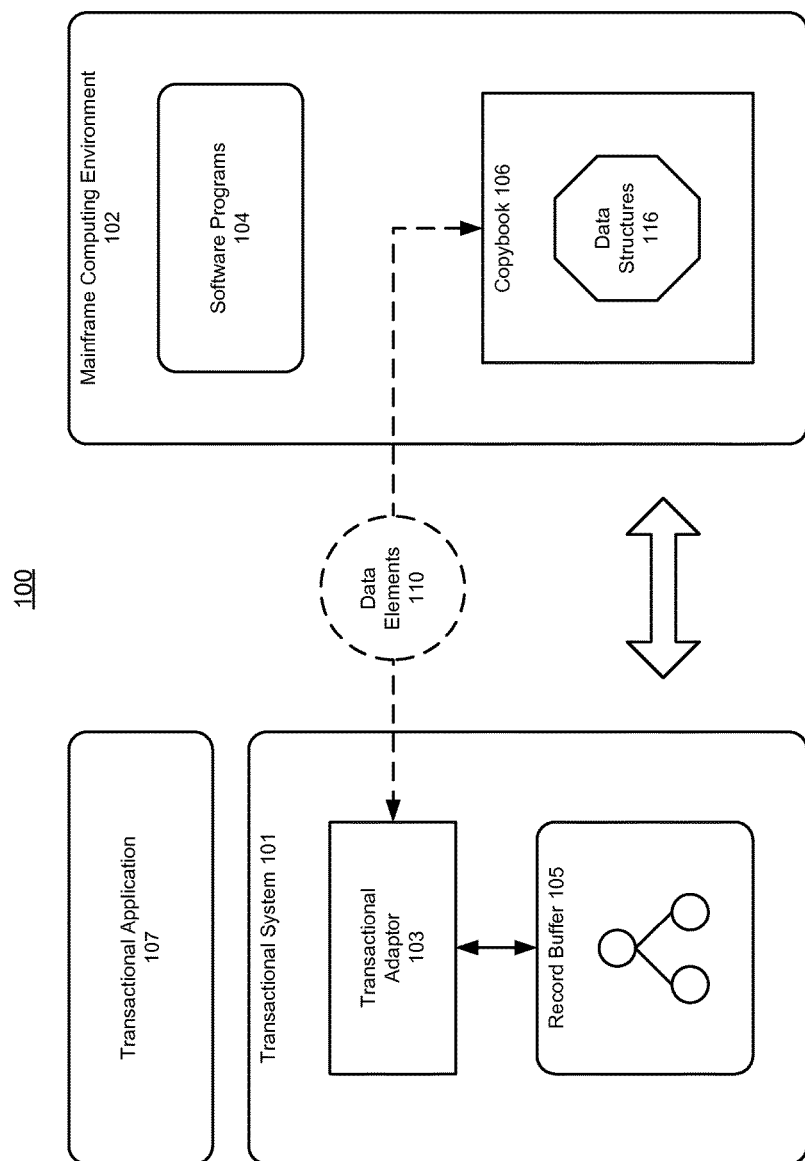 100
Transactional Application
107
Transactional System 101
Transactional
Adaptor
103
Record Buffer 105
Data
Elements
110
Mainframe Computing Environment
102
Software Programs
104
Copybook 106
Data
Structures
116